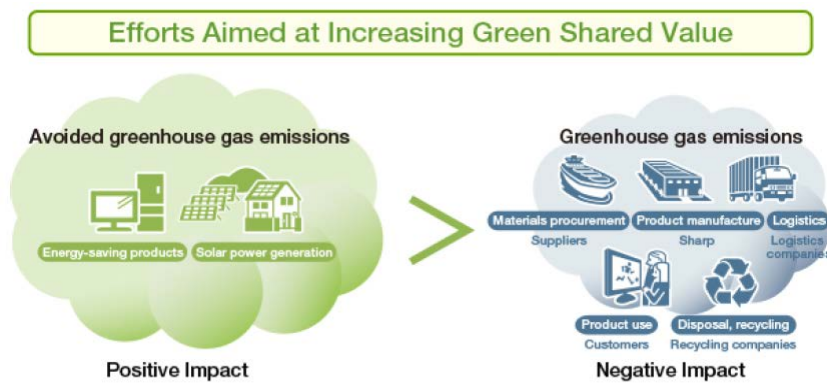 Efforts Aimed at Increasing Green Shared Value
Avoided greenhouse gas emissions
Energy-saving products
Solar power generation
Positive Impact
>
Greenhouse gas emissions
Materials procurement
Suppliers
Product manufacture
Sharp
Logistics
Logistics
companies
Product use
Customers
Disposal, recycling
Recycling companies
Negative Impact